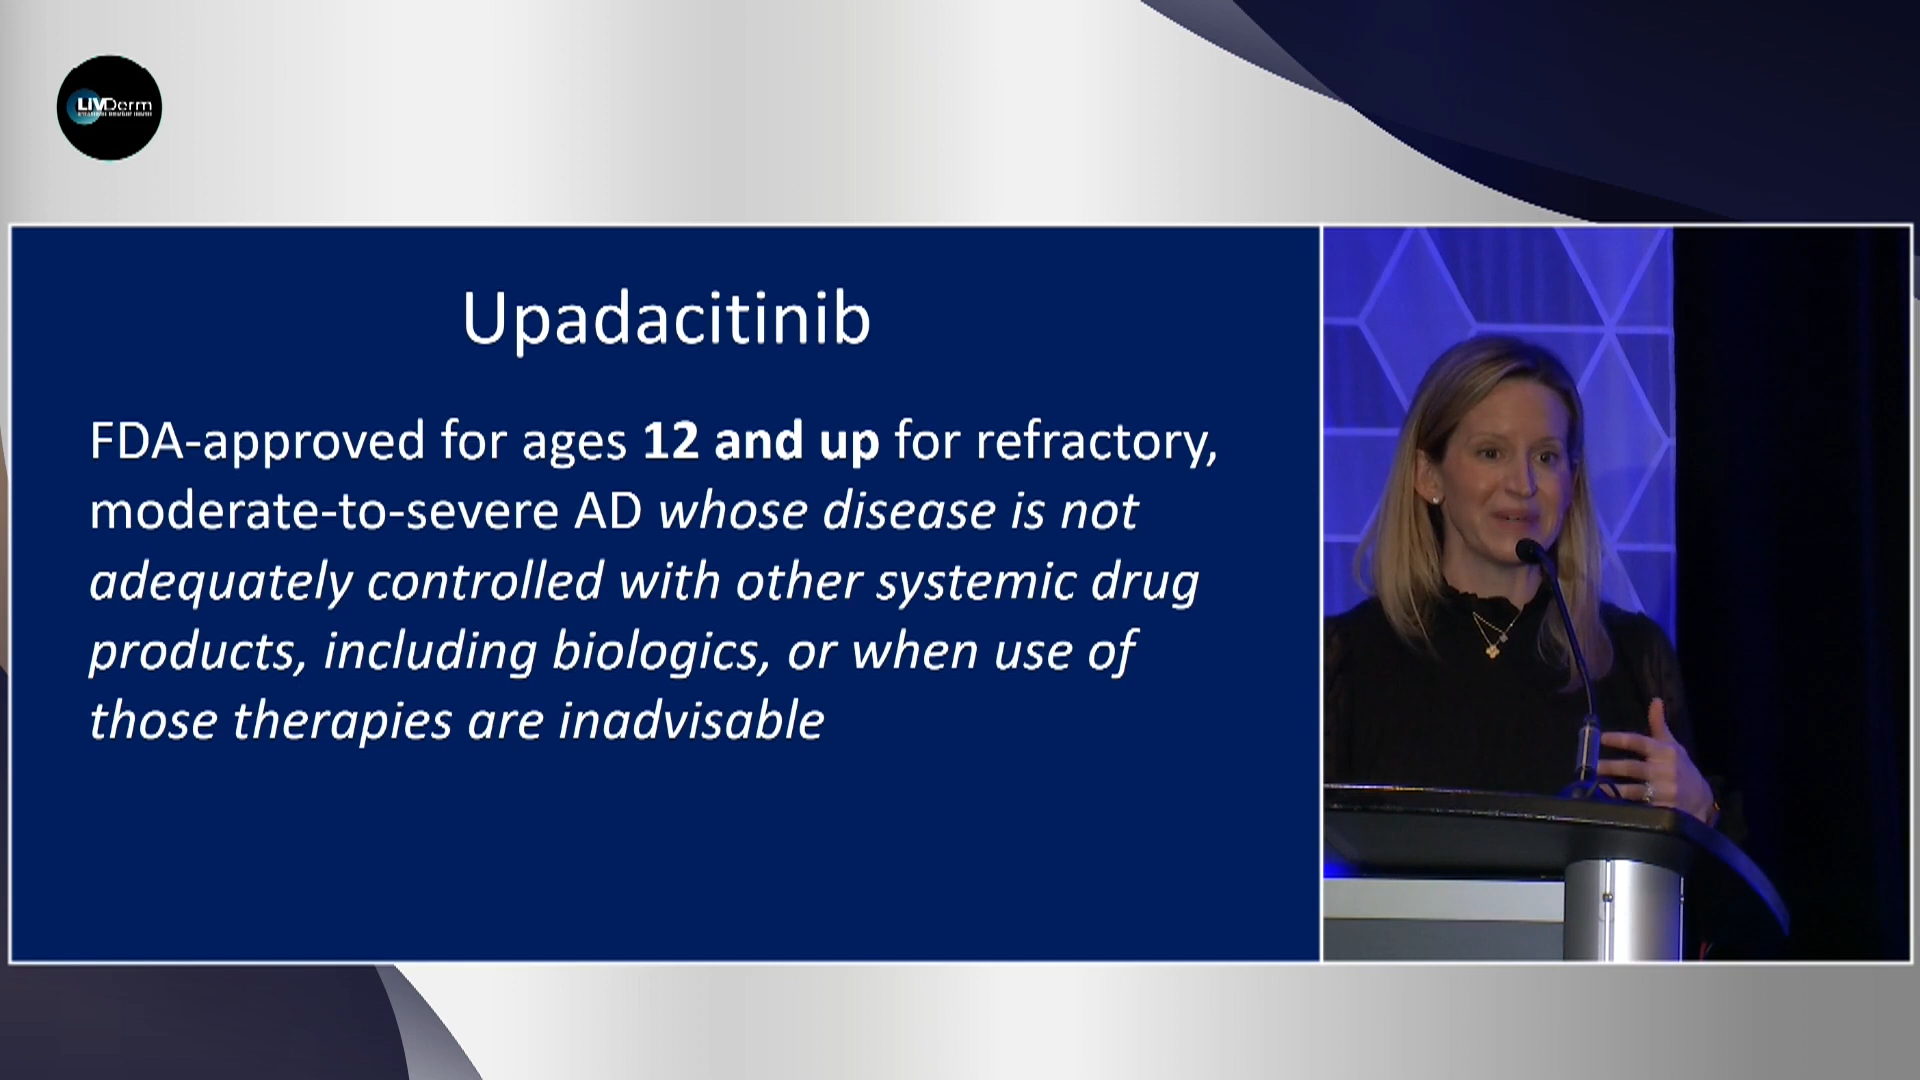 LIVDerm
Upadacitinib
FDA-approved for ages 12 and up for refractory,
moderate-to-severe AD whose disease is not
adequately controlled with other systemic drug
products, including biologics, or when use of
those therapies are inadvisable